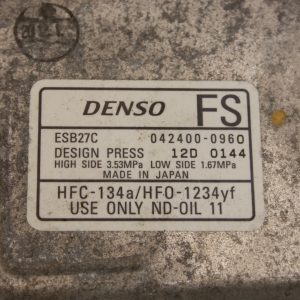 DENSO FS
ESB27C 042400-0960
DESIGN PRESS 12D 0144
HIGH SIDE 3.53MPa LOW SIDE 1.67MPa
MADE IN JAPAN
HFC-134a/HFO-1234yf
USE ONLY ND-OIL 11